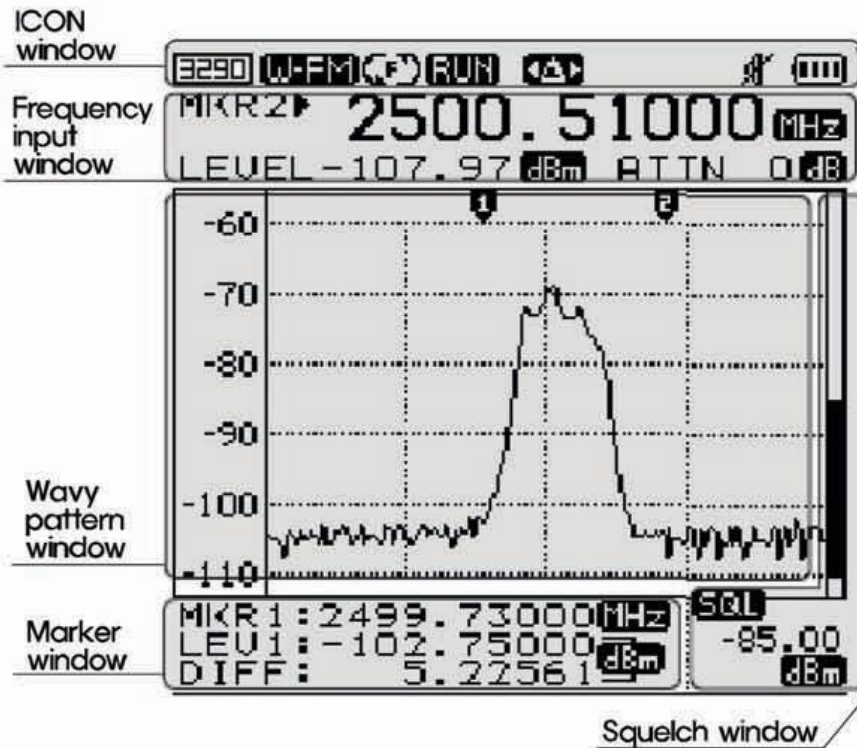 ICON
window
3290 W-FM F RUN
Frequency
input
window
MKR2 2500.51000 MHz
LEVEL-107.97 dBm ATTN 0 dB
1 2
-60
-70
-80
-90
-100
-110
Wavy
pattern
window
Marker
window
MKR1:2499.73000 MHz
LEV1:-102.75000
dBm
DIFF: 5.22561
SQL
-85.00
dBm
Squelch window